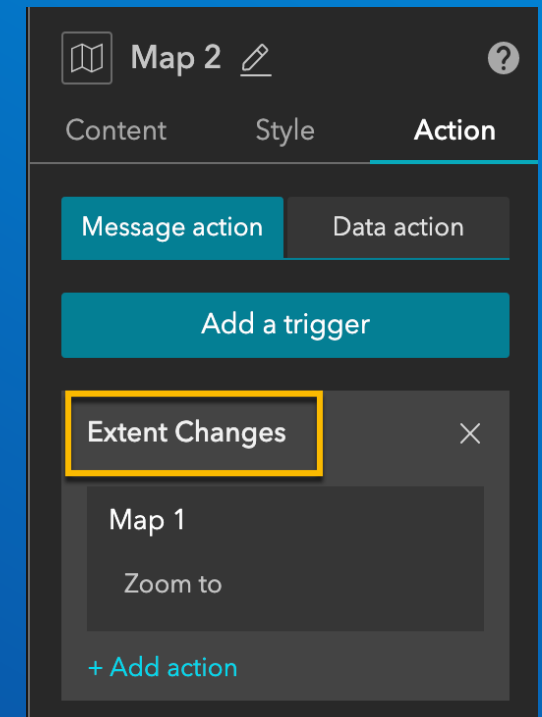 Map 2 ?
Content Style Action
Message action Data action
Add a trigger
Extent Changes
Map 1
Zoom to
+ Add action